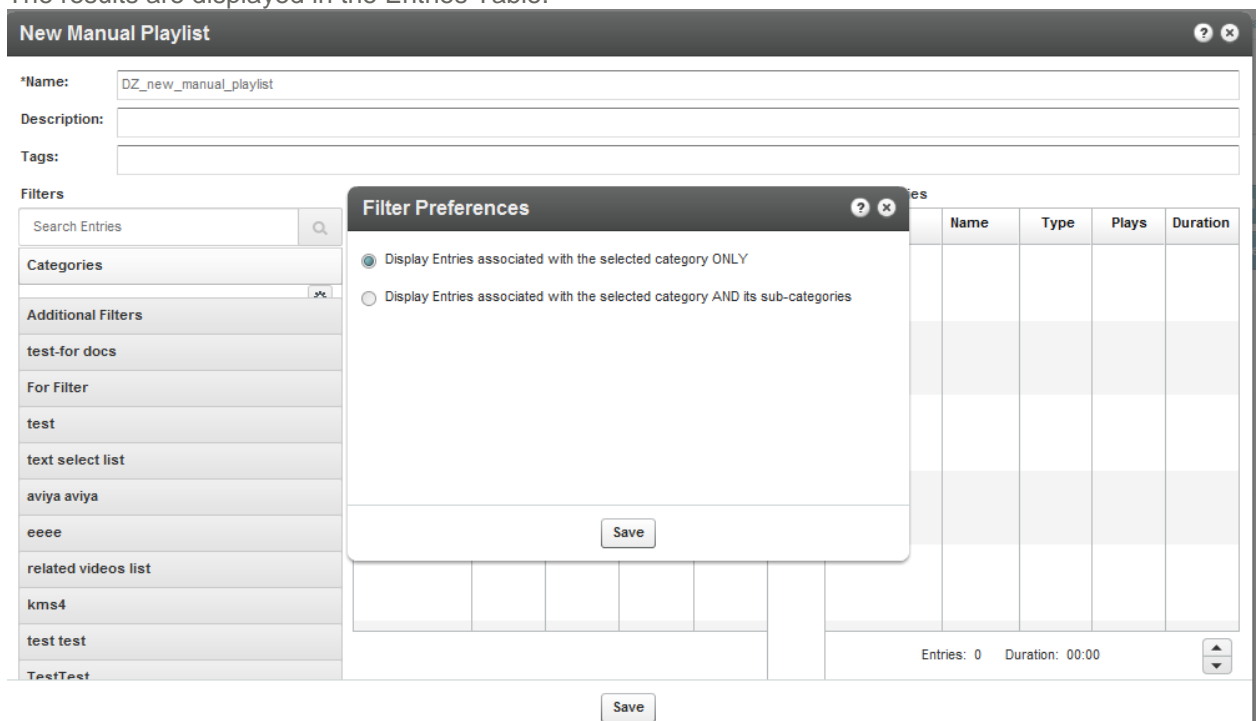 The results are displayed in the Entries Table.
New Manual Playlist
*Name: DZ_new_manual_playlist
Description:
Tags:
Filters
Search Entries
Categories
Additional Filters
test-for docs
For Filter
test
text select list
aviya aviya
eeee
related videos list
kms4
test test
TestTest
Filter Preferences
Display Entries associated with the selected category ONLY
Display Entries associated with the selected category AND its sub-categories
Save
Name Type Plays Duration
Entries: 0 Duration: 00:00
Save